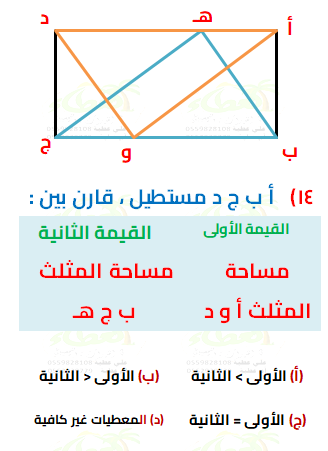 د هـ أ
ج و ب
١٤) أ ب ج د مستطيل ، قارن بين :
القيمة الأولى القيمة الثانية
مساحة مساحة المثلث
المثلث أ و د ب ج هـ
(أ) الأولى > الثانية (ب) الأولى < الثانية
(ج) الأولى = الثانية (د) المعطيات غير كافية